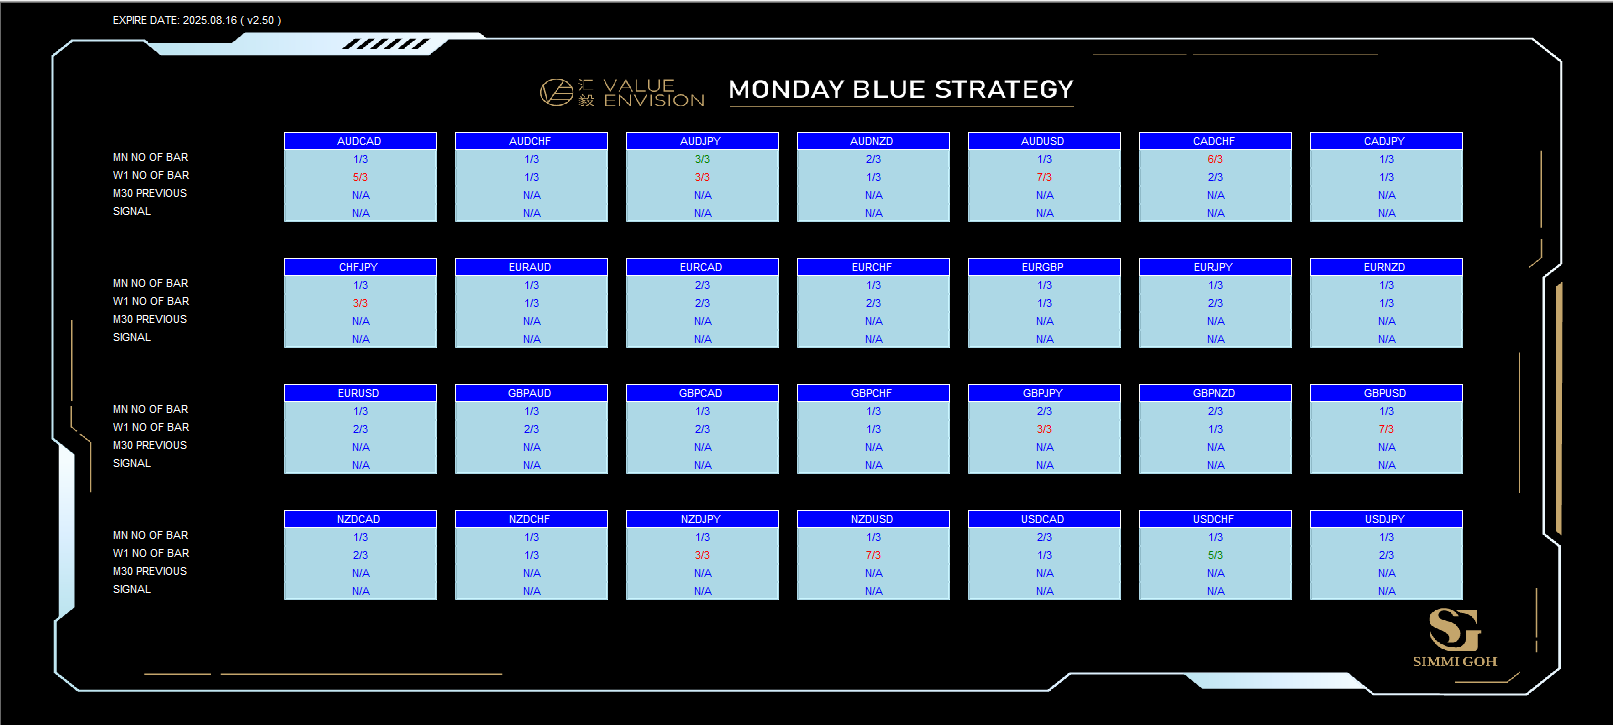 EXPIRE DATE: 2025.08.16 ( v2.50 )
汇 VALUE
毅 ENVISION
MONDAY BLUE STRATEGY
AUDCAD AUDCHF AUDJPY AUDNZD AUDUSD CADCHF CADJPY
MN NO OF BAR 1/3 1/3 3/3 2/3 1/3 6/3 1/3
W1 NO OF BAR 5/3 1/3 3/3 1/3 7/3 2/3 1/3
M30 PREVIOUS N/A N/A N/A N/A N/A N/A N/A
SIGNAL N/A N/A N/A N/A N/A N/A N/A
CHFJPY EURAUD EURCAD EURCHF EURGBP EURJPY EURNZD
MN NO OF BAR 1/3 1/3 2/3 1/3 1/3 1/3 1/3
W1 NO OF BAR 3/3 1/3 2/3 2/3 1/3 2/3 1/3
M30 PREVIOUS N/A N/A N/A N/A N/A N/A N/A
SIGNAL N/A N/A N/A N/A N/A N/A N/A
EURUSD GBPAUD GBPCAD GBPCHF GBPJPY GBPNZD GBPUSD
MN NO OF BAR 1/3 1/3 1/3 1/3 2/3 2/3 1/3
W1 NO OF BAR 2/3 2/3 2/3 1/3 3/3 1/3 7/3
M30 PREVIOUS N/A N/A N/A N/A N/A N/A N/A
SIGNAL N/A N/A N/A N/A N/A N/A N/A
NZDCAD NZDCHF NZDJPY NZDUSD USDCAD USDCHF USDJPY
MN NO OF BAR 1/3 1/3 1/3 1/3 2/3 1/3 1/3
W1 NO OF BAR 2/3 1/3 3/3 7/3 1/3 5/3 2/3
M30 PREVIOUS N/A N/A N/A N/A N/A N/A N/A
SIGNAL N/A N/A N/A N/A N/A N/A N/A
SG
SIMMI GOH